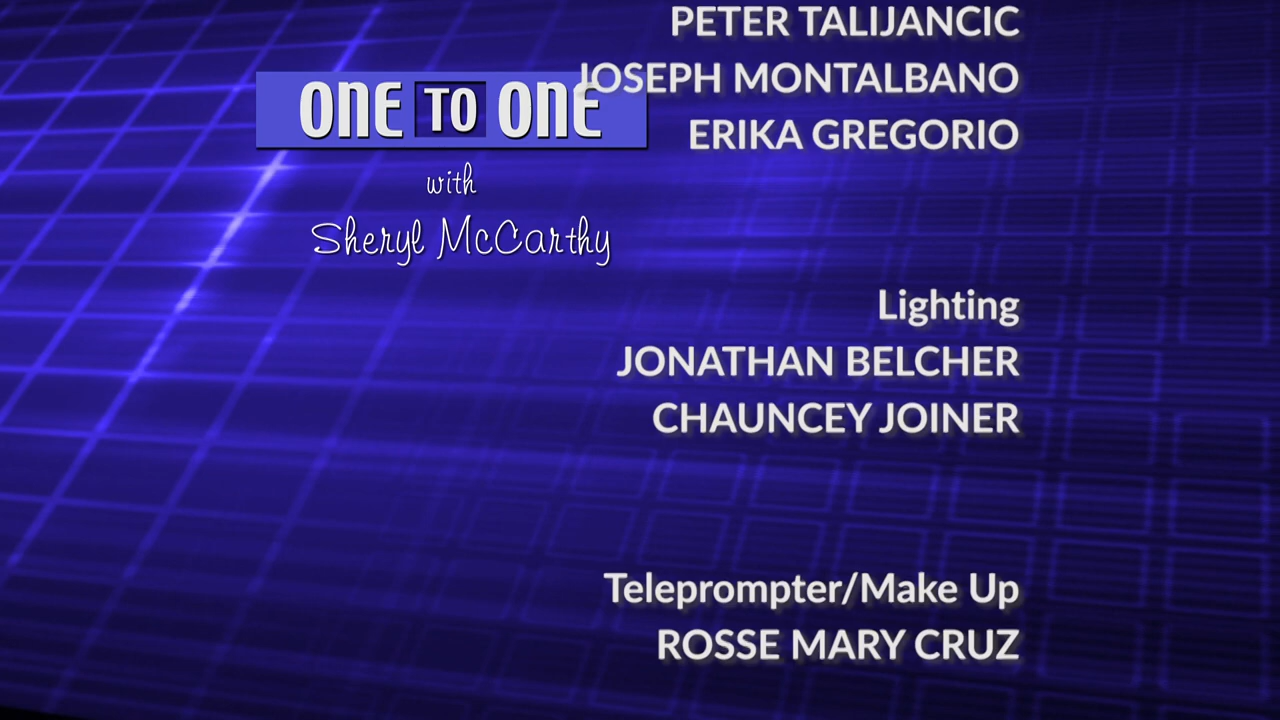 ONE TO ONE
with
Sheryl McCarthy
PETER TALIJANCIC
JOSEPH MONTALBANO
ERIKA GREGORIO
Lighting
JONATHAN BELCHER
CHAUNCEY JOINER
Teleprompter/Make Up
ROSSE MARY CRUZ